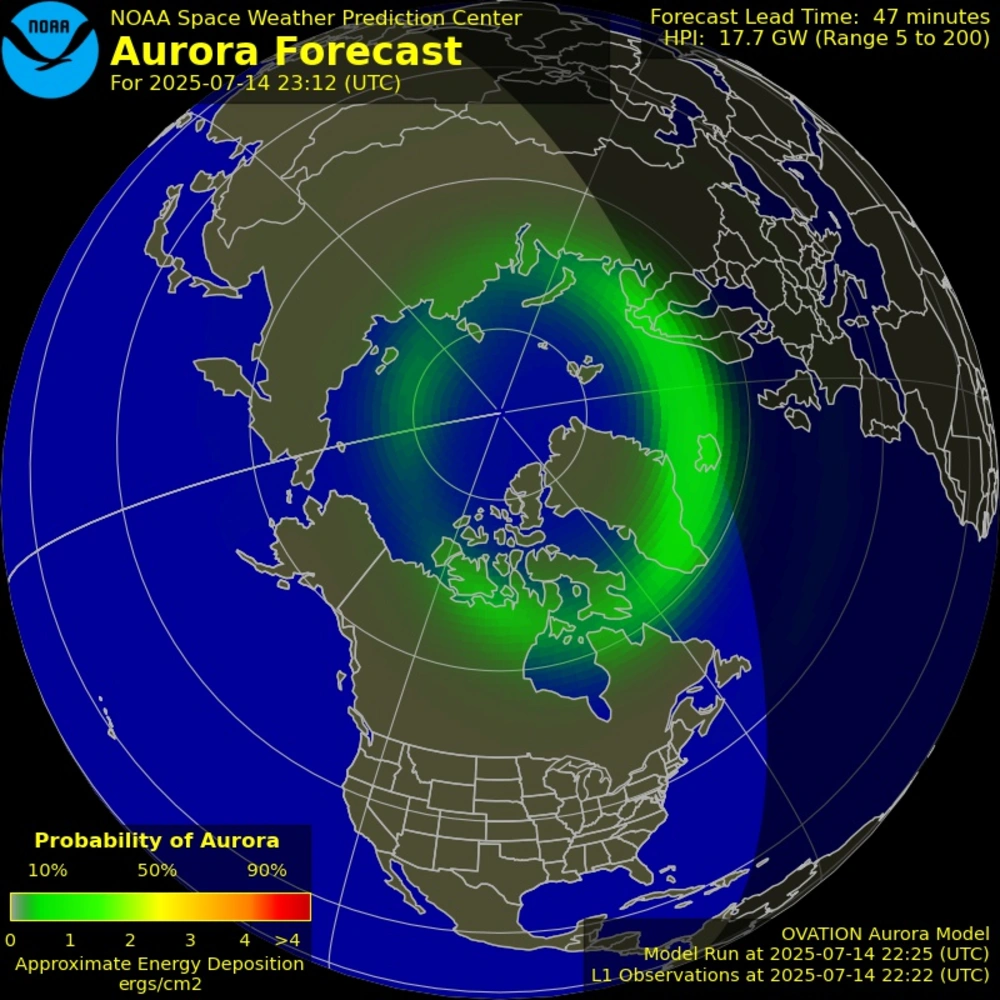 NOAA
NOAA Space Weather Prediction Center
Aurora Forecast
For 2025-07-14 23:12 (UTC)
Forecast Lead Time: 47 minutes
HPI: 17.7 GW (Range 5 to 200)
Probability of Aurora
10% 50% 90%
0 1 2 3 4 >4
Approximate Energy Deposition
ergs/cm2
OVATION Aurora Model
Model Run at 2025-07-14 22:25 (UTC)
L1 Observations at 2025-07-14 22:22 (UTC)